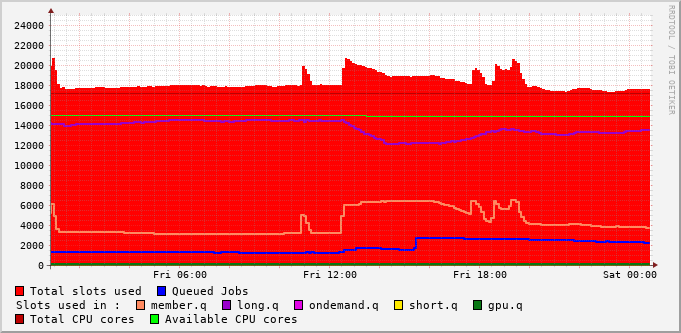 RRDTOOL / TOBI OETIKER
24000
22000
20000
18000
16000
14000
12000
10000
8000
6000
4000
2000
0
Fri 06:00 Fri 12:00 Fri 18:00 Sat 00:00
Total slots used Queued Jobs
Slots used in : member.q long.q ondemand.q short.q gpu.q
Total CPU cores Available CPU cores